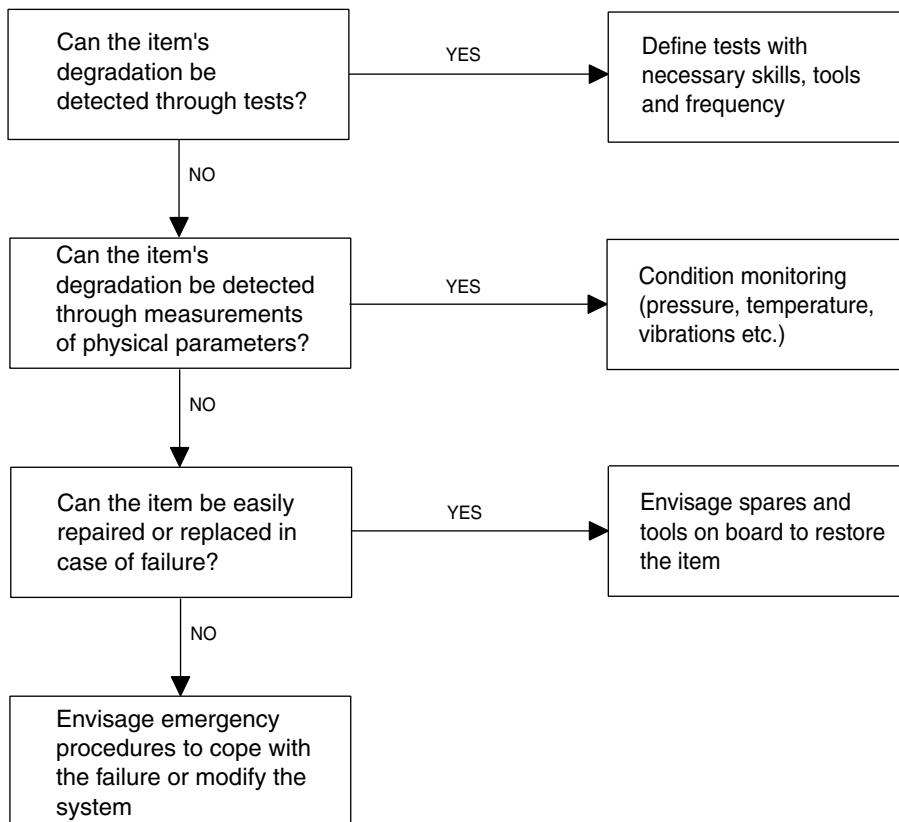 Can the item's
degradation be
detected through tests?
YES
Define tests with
necessary skills, tools
and frequency
NO
Can the item's
degradation be detected
through measurements
of physical parameters?
YES
Condition monitoring
(pressure, temperature,
vibrations etc.)
NO
Can the item be easily
repaired or replaced in
case of failure?
YES
Envisage spares and
tools on board to restore
the item
NO
Envisage emergency
procedures to cope with
the failure or modify the
system